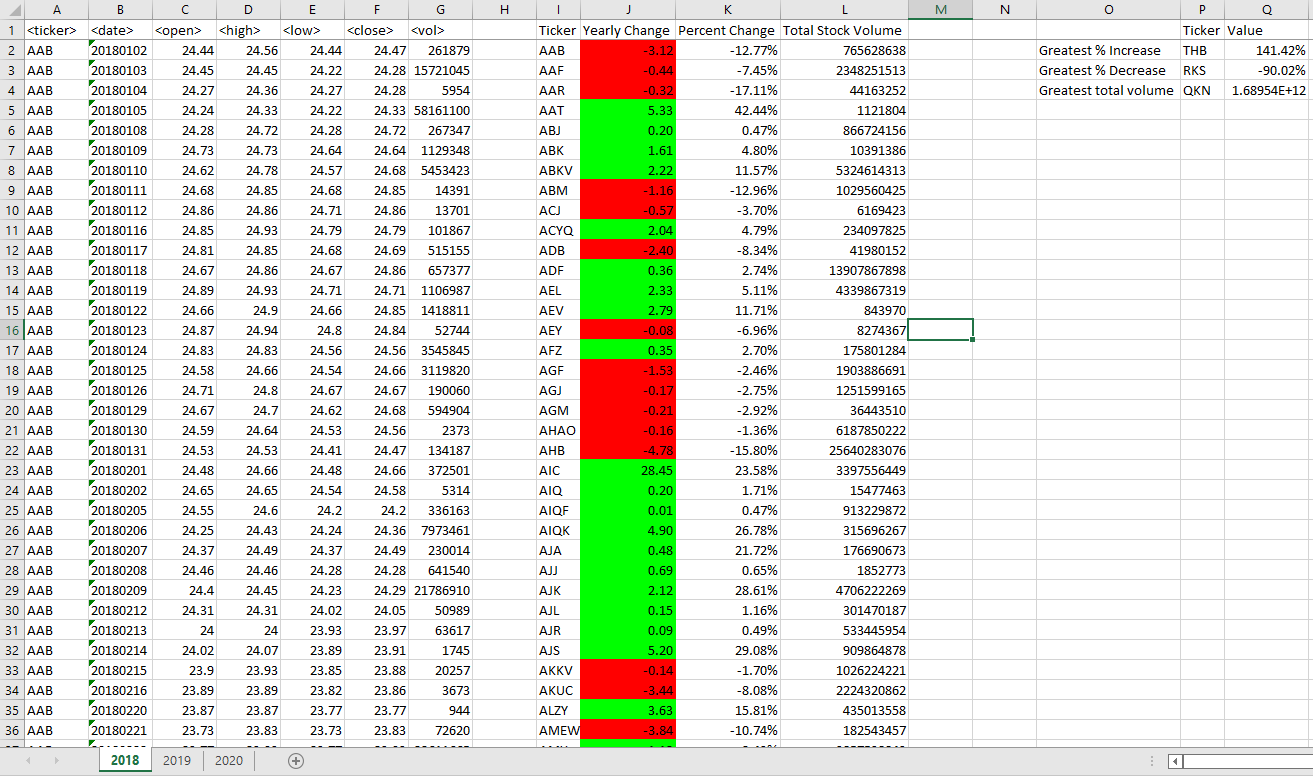 A B C D E F G H I J K L M N O P Q
1 <ticker> <date> <open> <high> <low> <close> <vol> Ticker Yearly Change Percent Change Total Stock Volume Ticker Value
2 AAB 20180102 24.44 24.56 24.44 24.47 261879 AAB -3.12 -12.77% 765628638 Greatest % Increase THB 141.42%
3 AAB 20180103 24.45 24.45 24.22 24.28 15721045 AAF -0.44 -7.45% 2348251513 Greatest % Decrease RKS -90.02%
4 AAB 20180104 24.27 24.36 24.27 24.28 5954 AAR -0.32 -17.11% 44163252 Greatest total volume QKN 1.68954E+12
5 AAB 20180105 24.24 24.33 24.22 24.33 58161100 AAT 5.33 42.44% 1121804
6 AAB 20180108 24.28 24.72 24.28 24.72 267347 ABJ 0.20 0.47% 866724156
7 AAB 20180109 24.73 24.73 24.64 24.64 1129348 ABK 1.61 4.80% 10391386
8 AAB 20180110 24.62 24.78 24.57 24.68 5453423 ABKV 2.22 11.57% 5324614313
9 AAB 20180111 24.68 24.85 24.68 24.85 14391 ABM -1.16 -12.96% 1029560425
10 AAB 20180112 24.86 24.86 24.71 24.86 13701 ACJ -0.57 -3.70% 6169423
11 AAB 20180116 24.85 24.93 24.79 24.79 101867 ACYQ 2.04 4.79% 234097825
12 AAB 20180117 24.81 24.85 24.68 24.69 515155 ADB -2.40 -8.34% 41980152
13 AAB 20180118 24.67 24.86 24.67 24.86 657377 ADF 0.36 2.74% 13907867898
14 AAB 20180119 24.89 24.93 24.71 24.71 1106987 AEL 2.33 5.11% 4339867319
15 AAB 20180122 24.66 24.9 24.66 24.85 1418811 AEV 2.79 11.71% 843970
16 AAB 20180123 24.87 24.94 24.8 24.84 52744 AEY -0.08 -6.96% 8274367
17 AAB 20180124 24.83 24.83 24.56 24.56 3545845 AFZ 0.35 2.70% 175801284
18 AAB 20180125 24.58 24.66 24.54 24.66 3119820 AGF -1.53 -2.46% 1903886691
19 AAB 20180126 24.71 24.8 24.67 24.67 190060 AGJ -0.17 -2.75% 1251599165
20 AAB 20180129 24.67 24.7 24.62 24.68 594904 AGM -0.21 -2.92% 36443510
21 AAB 20180130 24.59 24.64 24.53 24.56 2373 AHAO -0.16 -1.36% 6187850222
22 AAB 20180131 24.53 24.53 24.41 24.47 134187 AHB -4.78 -15.80% 25640283076
23 AAB 20180201 24.48 24.66 24.48 24.66 372501 AIC 28.45 23.58% 3397556449
24 AAB 20180202 24.65 24.65 24.54 24.58 5314 AIQ 0.20 1.71% 15477463
25 AAB 20180205 24.55 24.6 24.2 24.2 336163 AIQF 0.01 0.47% 913229872
26 AAB 20180206 24.25 24.43 24.24 24.36 7973461 AIQK 4.90 26.78% 315696267
27 AAB 20180207 24.37 24.49 24.37 24.49 230014 AJA 0.48 21.72% 176690673
28 AAB 20180208 24.46 24.46 24.28 24.28 641540 AJJ 0.69 0.65% 1852773
29 AAB 20180209 24.4 24.45 24.23 24.29 21786910 AJK 2.12 28.61% 4706222269
30 AAB 20180212 24.31 24.31 24.02 24.05 50989 AJL 0.15 1.16% 301470187
31 AAB 20180213 24 24 23.93 23.97 63617 AJR 0.09 0.49% 533445954
32 AAB 20180214 24.02 24.07 23.89 23.91 1745 AJS 5.20 29.08% 909864878
33 AAB 20180215 23.9 23.93 23.85 23.88 20257 AKKV -0.14 -1.70% 1026224221
34 AAB 20180216 23.89 23.89 23.82 23.86 3673 AKUC -3.44 -8.08% 2224320862
35 AAB 20180220 23.87 23.87 23.77 23.77 944 ALZY 3.63 15.81% 435013558
36 AAB 20180221 23.73 23.83 23.73 23.83 72620 AMEW -3.84 -10.74% 182543457
2018 2019 2020